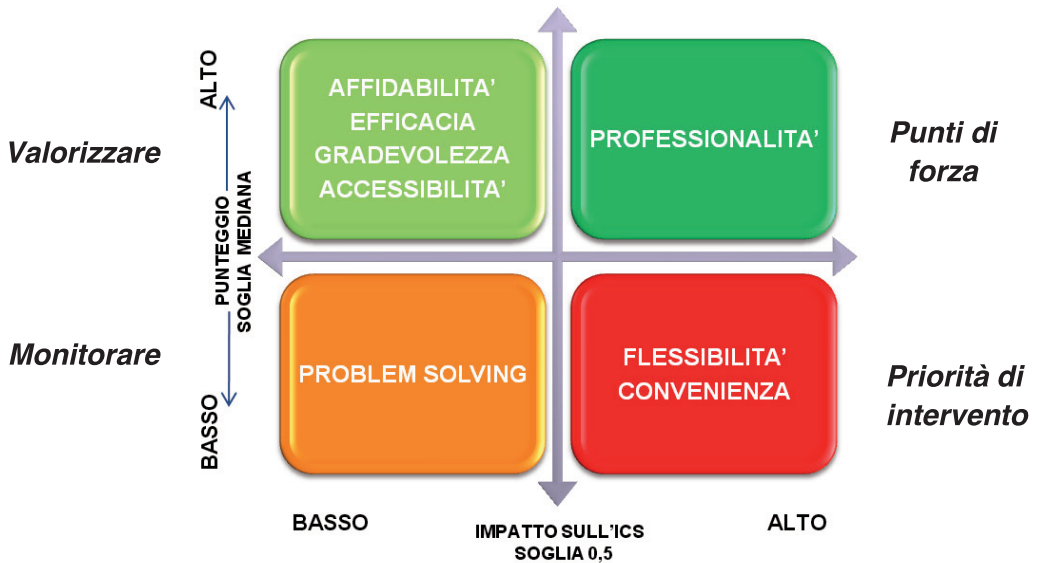 ALTO
AFFIDABILITA’
EFFICACIA
GRADEVOLEZZA
ACCESSIBILITA’
PROFESSIONALITA’
Valorizzare
Punti di
forza
PUNTEGGIO
SOGLIA MEDIANA
Monitorare
PROBLEM SOLVING
FLESSIBILITA’
CONVENIENZA
Priorità di
intervento
BASSO
BASSO
IMPATTO SULL’ICS
SOGLIA 0,5
ALTO